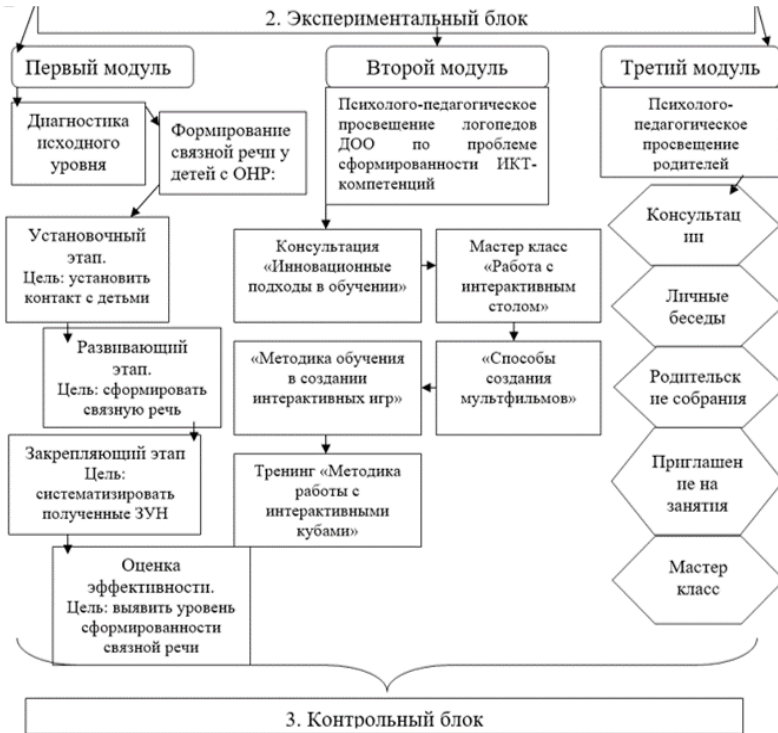 2. Экспериментальный блок
Первый модуль
Второй модуль
Третий модуль
Диагностика
исходного
уровня
Формирование
связной речи у
детей с ОНР:
Установочный
этап.
Цель: установить
контакт с детьми
Развивающий
этап.
Цель: сформировать
связную речь
Закрепляющий этап
Цель:
систематизировать
полученные ЗУН
Оценка
эффективности.
Цель: выявить уровень
сформированности
связной речи
Психолого-педагогическое
просвещение логопедов
ДОО по проблеме
сформированности ИКТ-
компетенций
Консультация
«Инновационные
подходы в обучении»
Мастер класс
«Работа с
интерактивным
столом»
«Методика обучения
в создании
интерактивных игр»
«Способы
создания
мультфильмов»
Тренинг «Методика
работы с
интерактивными
кубами»
Психолого-
педагогическое
просвещение
родителей
Консультац
ии
Личные
беседы
Родительск
ие собрания
Приглашен
ие на
занятия
Мастер
класс
3. Контрольный блок